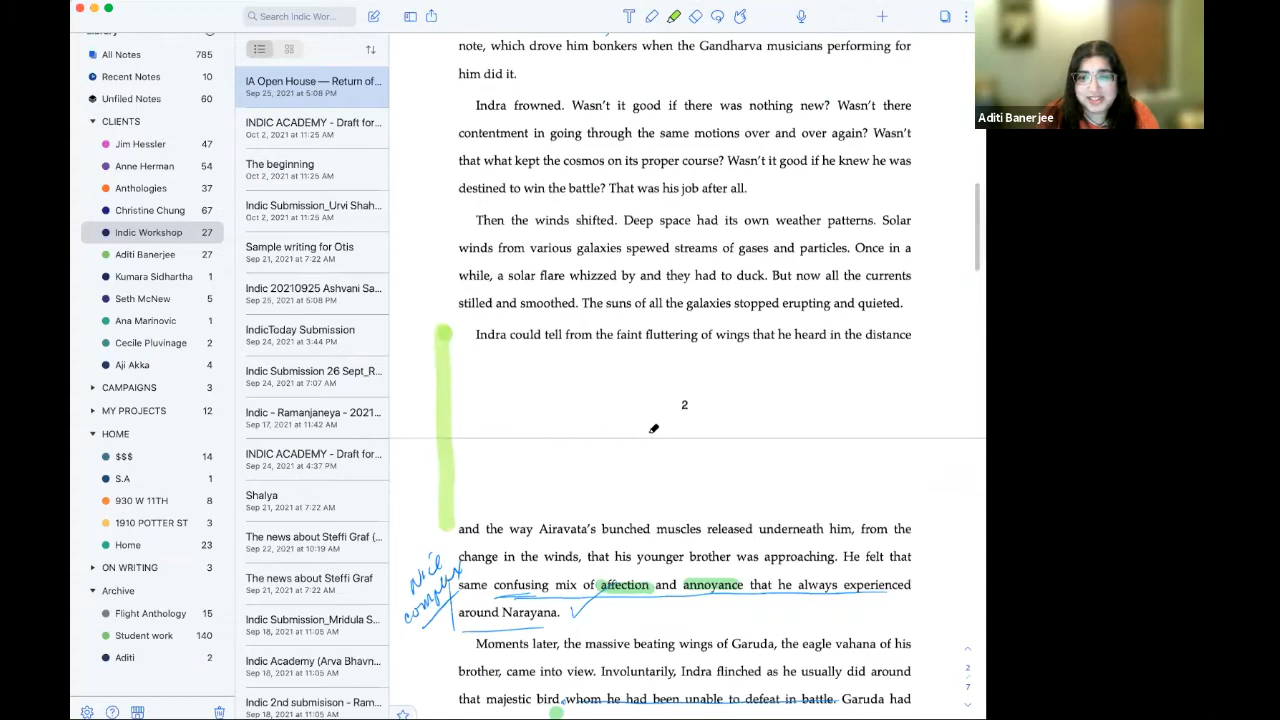 Search Indic Wor...
Library
All Notes 785
Recent Notes 10
Unfiled Notes 60
CLIENTS
Jim Hessler 47
Anne Herman 54
Anthologies 37
Christine Chung 67
Indic Workshop 27
Aditi Banerjee 27
Kumara Sidhartha 1
Seth McNew 5
Ana Marinovic 1
Cecile Pluvinage 2
Aji Akka 4
CAMPAIGNS 3
MY PROJECTS 12
HOME
$$$ 14
S.A 1
930 W 11TH 8
1910 POTTER ST 3
Home 23
ON WRITING 3
Archive
Flight Anthology 15
Student work 140
Aditi 2
IA Open House — Return of...
Sep 25, 2021 at 5:08 PM
INDIC ACADEMY - Draft for...
Oct 2, 2021 at 11:25 AM
The beginning
Oct 2, 2021 at 11:25 AM
Indic Submission_Urvi Shah...
Oct 2, 2021 at 11:25 AM
Sample writing for Otis
Sep 21, 2021 at 7:22 AM
Indic 20210925 Ashvani Sa...
Sep 25, 2021 at 5:08 PM
IndicToday Submission
Sep 24, 2021 at 3:44 PM
Indic Submission 26 Sept_R...
Sep 24, 2021 at 7:07 AM
Indic - Ramanjaneya - 2021...
Sep 17, 2021 at 11:42 AM
INDIC ACADEMY - Draft for...
Sep 24, 2021 at 4:37 PM
Shalya
Sep 21, 2021 at 7:22 AM
The news about Steffi Graf (...
Sep 22, 2021 at 10:19 AM
The news about Steffi Graf
Sep 21, 2021 at 7:22 AM
Indic Submission_Mridula S...
Sep 18, 2021 at 11:05 AM
Indic Academy (Arva Bhavn...
Sep 18, 2021 at 11:05 AM
Indic 2nd submisision - Ram...
Sep 18, 2021 at 11:05 AM
note, which drove him bonkers when the Gandharva musicians performing for
him did it.
Indra frowned. Wasn't it good if there was nothing new? Wasn't there
contentment in going through the same motions over and over again? Wasn't
that what kept the cosmos on its proper course? Wasn't it good if he knew he was
destined to win the battle? That was his job after all.
Then the winds shifted. Deep space had its own weather patterns. Solar
winds from various galaxies spewed streams of gases and particles. Once in a
while, a solar flare whizzed by and they had to duck. But now all the currents
stilled and smoothed. The suns of all the galaxies stopped erupting and quieted.
Indra could tell from the faint fluttering of wings that he heard in the distance
2
and the way Airavata's bunched muscles released underneath him, from the
change in the winds, that his younger brother was approaching. He felt that
same confusing mix of affection and annoyance that he always experienced
around Narayana.
Nice
complex
Moments later, the massive beating wings of Garuda, the eagle vahana of his
brother, came into view. Involuntarily, Indra flinched as he usually did around
that majestic bird, whom he had been unable to defeat in battle. Garuda had
2
7
Aditi Banerjee